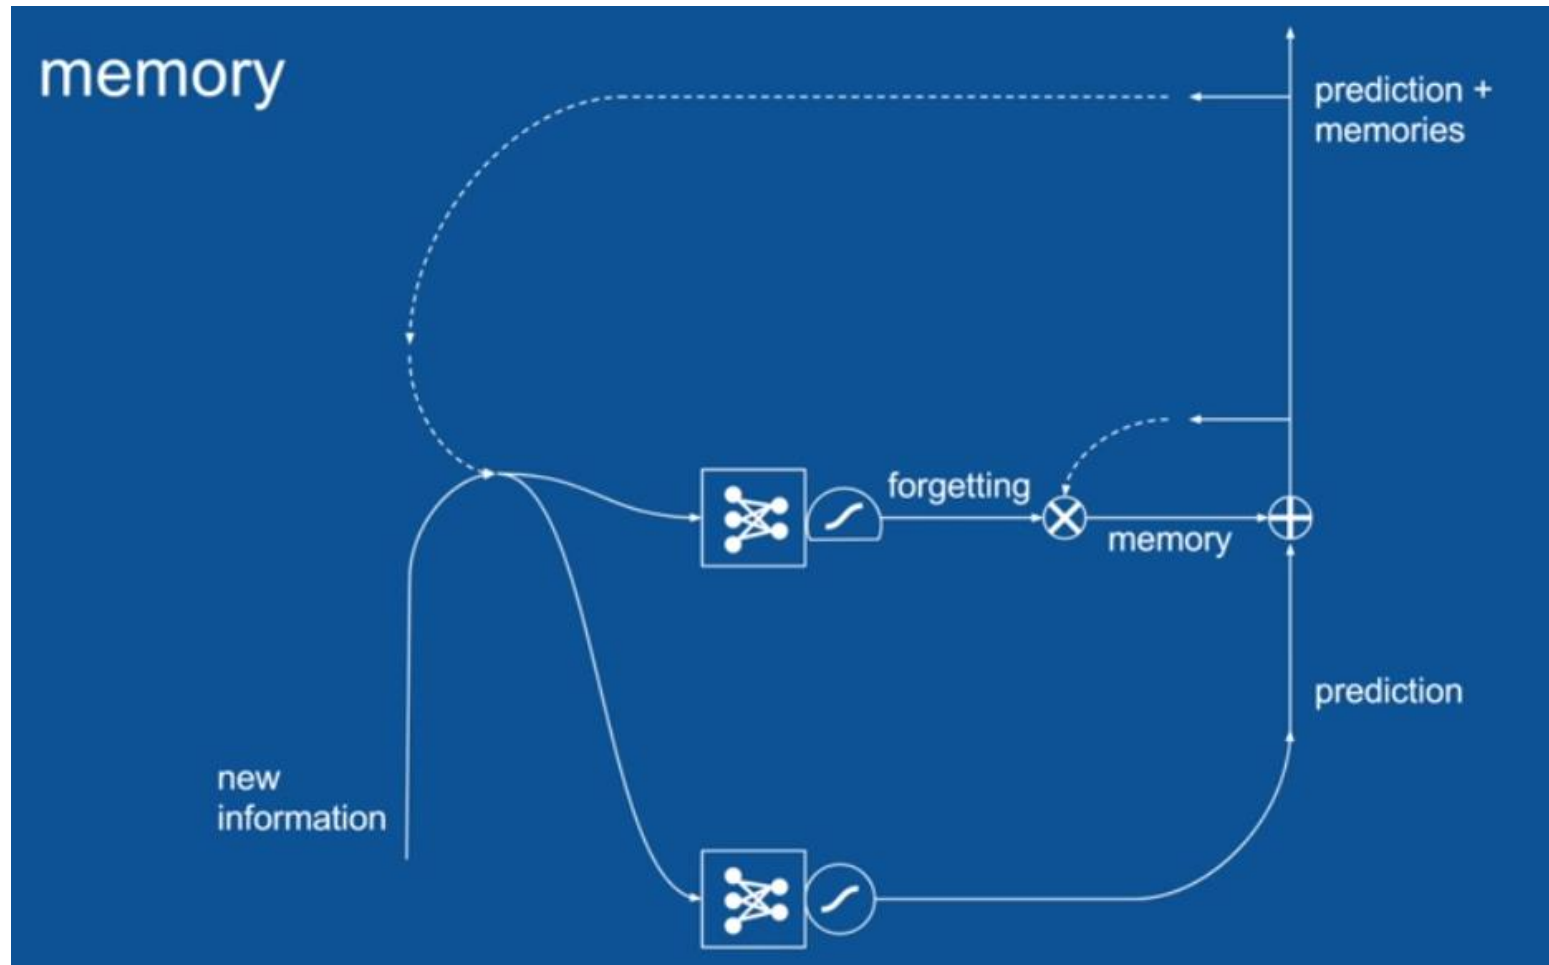 memory
prediction +
memories
forgetting
memory
prediction
new
information